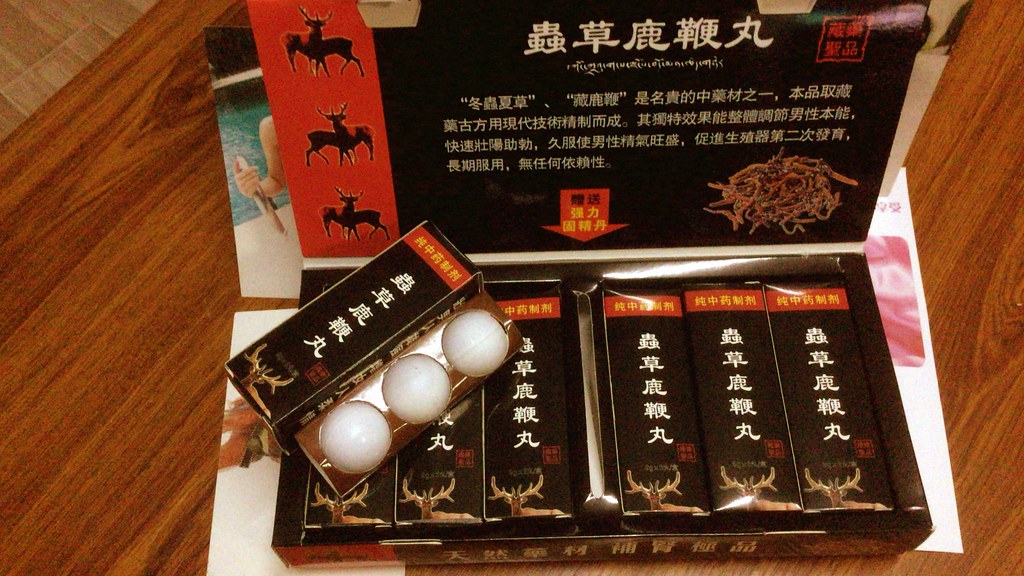 蟲草鹿鞭丸
藏藥
聖品
“冬蟲夏草”、“藏鹿鞭”是名貴的中藥材之一，本品取藏
藥古方用現代技術精制而成。其獨特效果能整體調節男性本能，
快速壯陽助勃，久服使男性精氣旺盛，促進生殖器第二次發育，
長期服用，無任何依賴性。
贈送
强力
固精丹
纯中药制剂
蟲草鹿鞭丸
中药制剂
蟲草鹿鞭丸
纯中药制剂
蟲草鹿鞭丸
纯中药制剂
蟲草鹿鞭丸
纯中药制剂
蟲草鹿鞭丸
鞭丸
天然藥材補腎極品